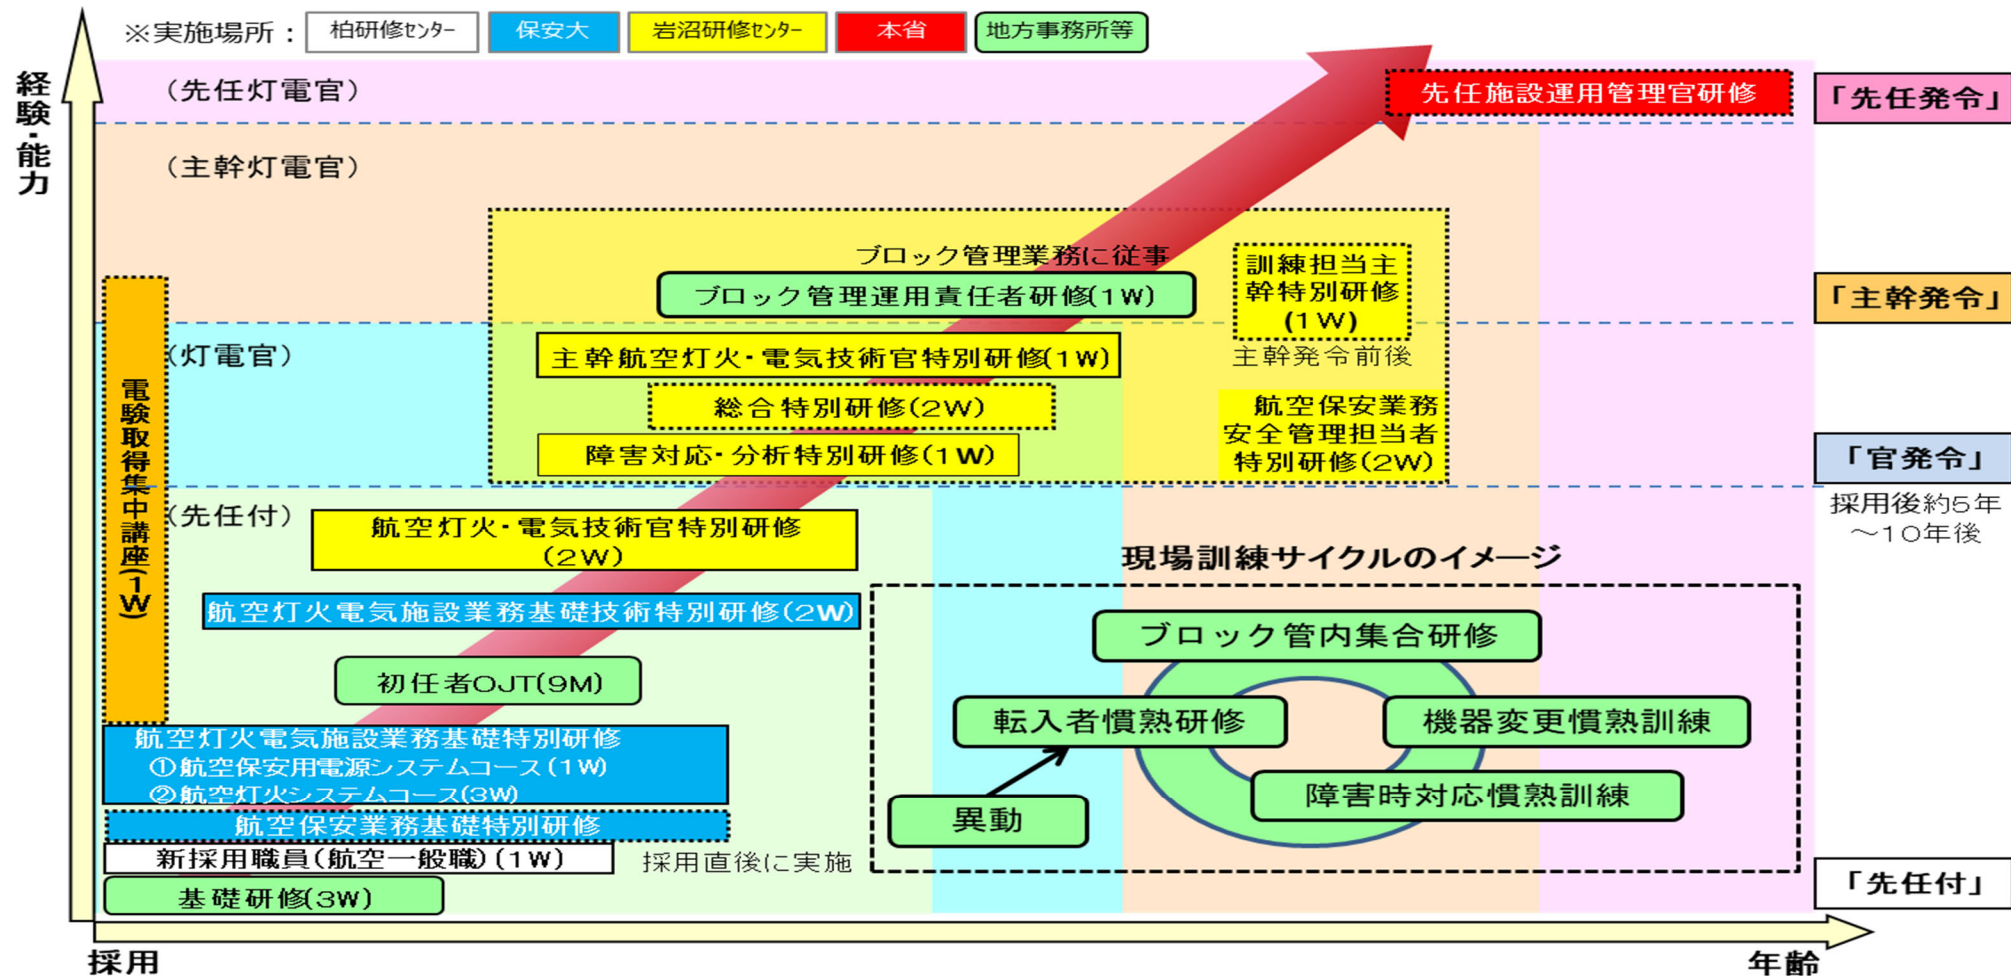 ※実施場所：
柏研修ｾﾝﾀｰ
保安大
岩沼研修ｾﾝﾀｰ
本省
地方事務所等
経験・能力
（先任灯電官）
先任施設運用管理官研修
「先任発令」
（主幹灯電官）
ブロック管理業務に従事
ブロック管理運用責任者研修(1W)
訓練担当主
幹特別研修
(1W)
主幹発令前後
「主幹発令」
（灯電官）
主幹航空灯火・電気技術官特別研修(1W)
総合特別研修(2W)
障害対応・分析特別研修(1W)
航空保安業務
安全管理担当者
特別研修(2W)
「官発令」
採用後約5年
～10年後
電験取得集中講座(1W)
（先任付）
航空灯火・電気技術官特別研修
(2W)
航空灯火電気施設業務基礎技術特別研修(2W)
初任者OJT(9M)
航空灯火電気施設業務基礎特別研修
①航空保安用電源システムコース(1W)
②航空灯火システムコース(3W)
航空保安業務基礎特別研修
新採用職員(航空一般職)(1W)
採用直後に実施
基礎研修(3W)
現場訓練サイクルのイメージ
ブロック管内集合研修
転入者慣熟研修
機器変更慣熟訓練
障害時対応慣熟訓練
異動
「先任付」
採用
年齢